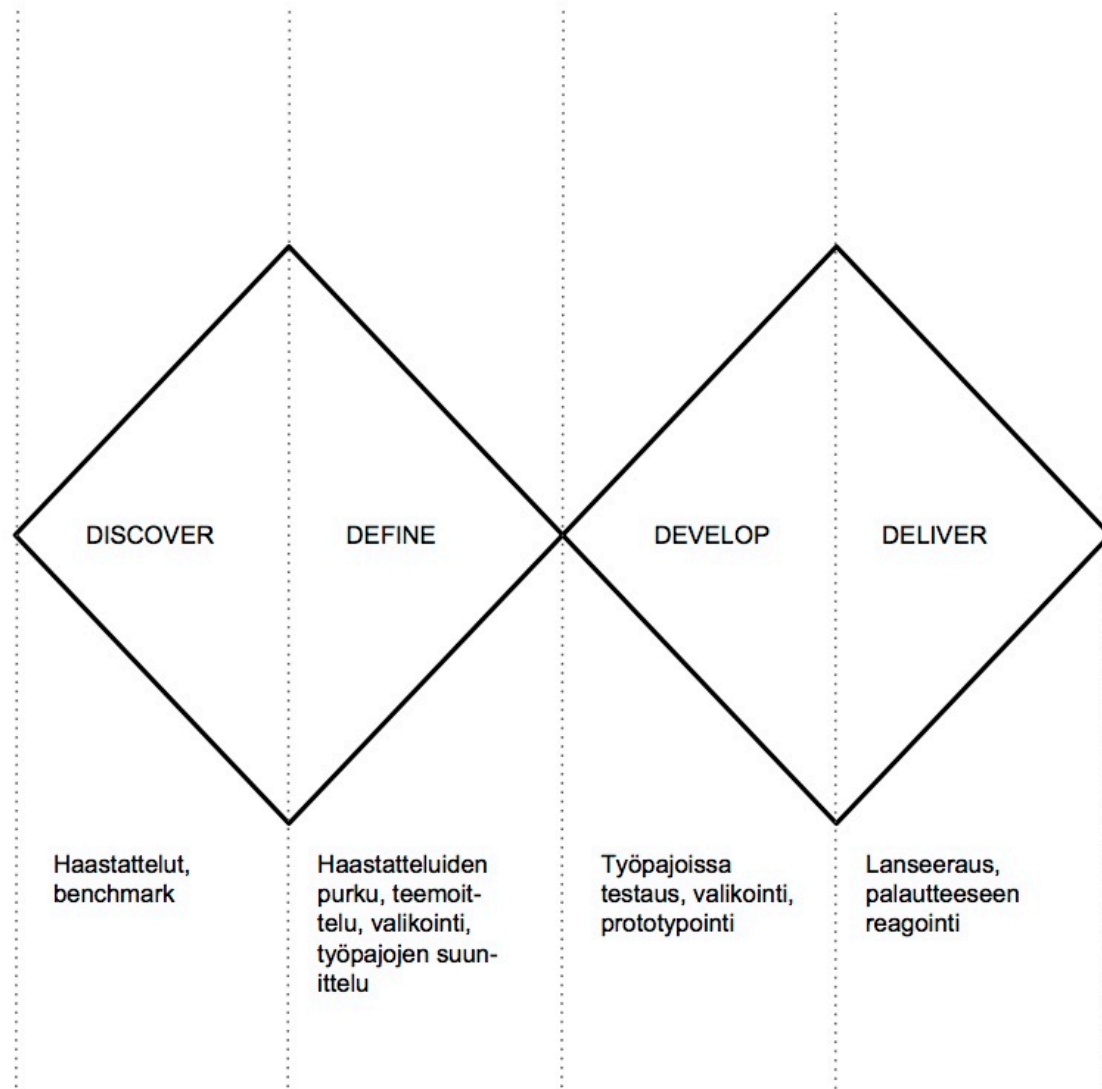 DISCOVER
DEFINE
DEVELOP
DELIVER
Haastattelut,
benchmark
Haastatteluiden
purku, teemoit-
telu, valikointi,
työpajojen suun-
ittelu
Työpajoissa
testaus, valikointi,
prototypointi
Lanseeraus,
palautteeseen
reagointi